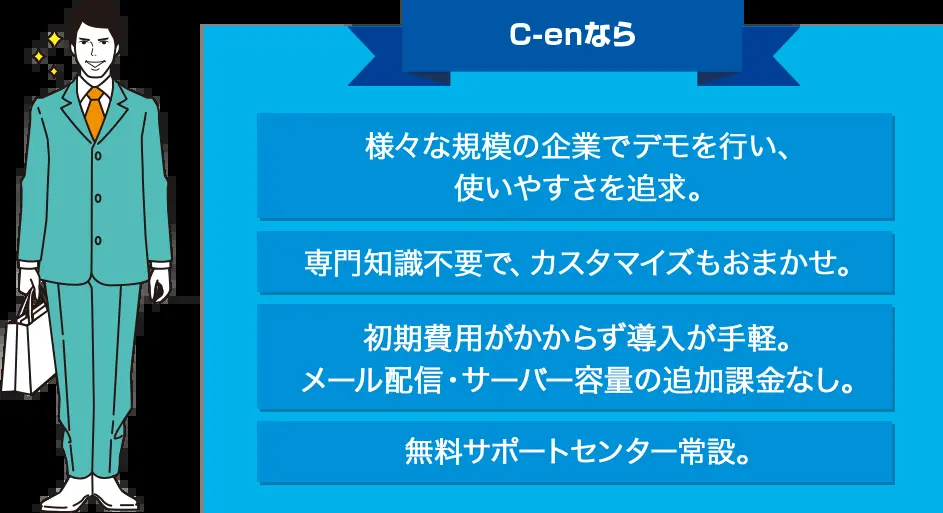 C-enなら
様々な規模の企業でデモを行い、
使いやすさを追求。
専門知識不要で、カスタマイズもおまかせ。
初期費用がかからず導入が手軽。
メール配信・サーバー容量の追加課金なし。
無料サポートセンター常設。